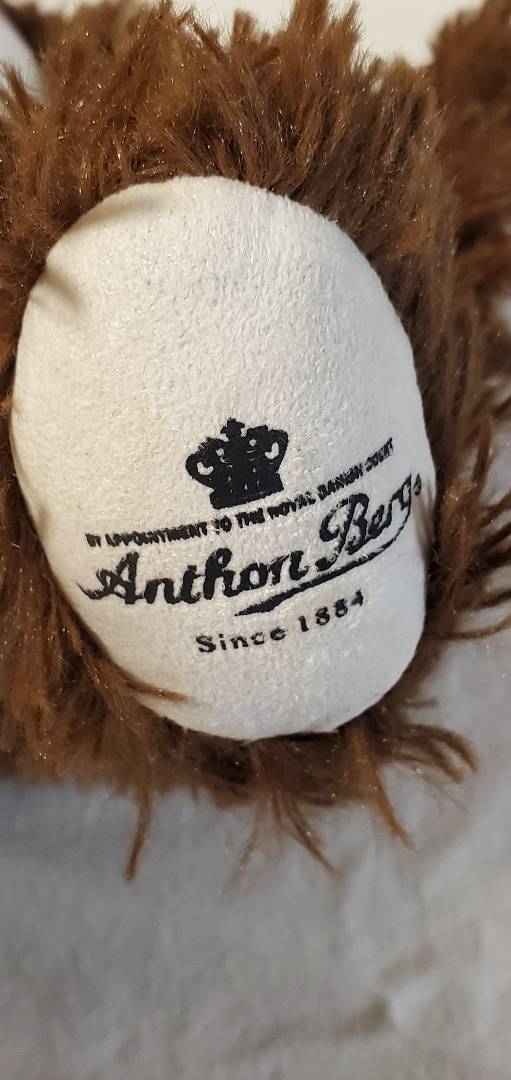 BY APPOINTMENT TO THE ROYAL DANISH COURT
Anthon Berg
Since 1884